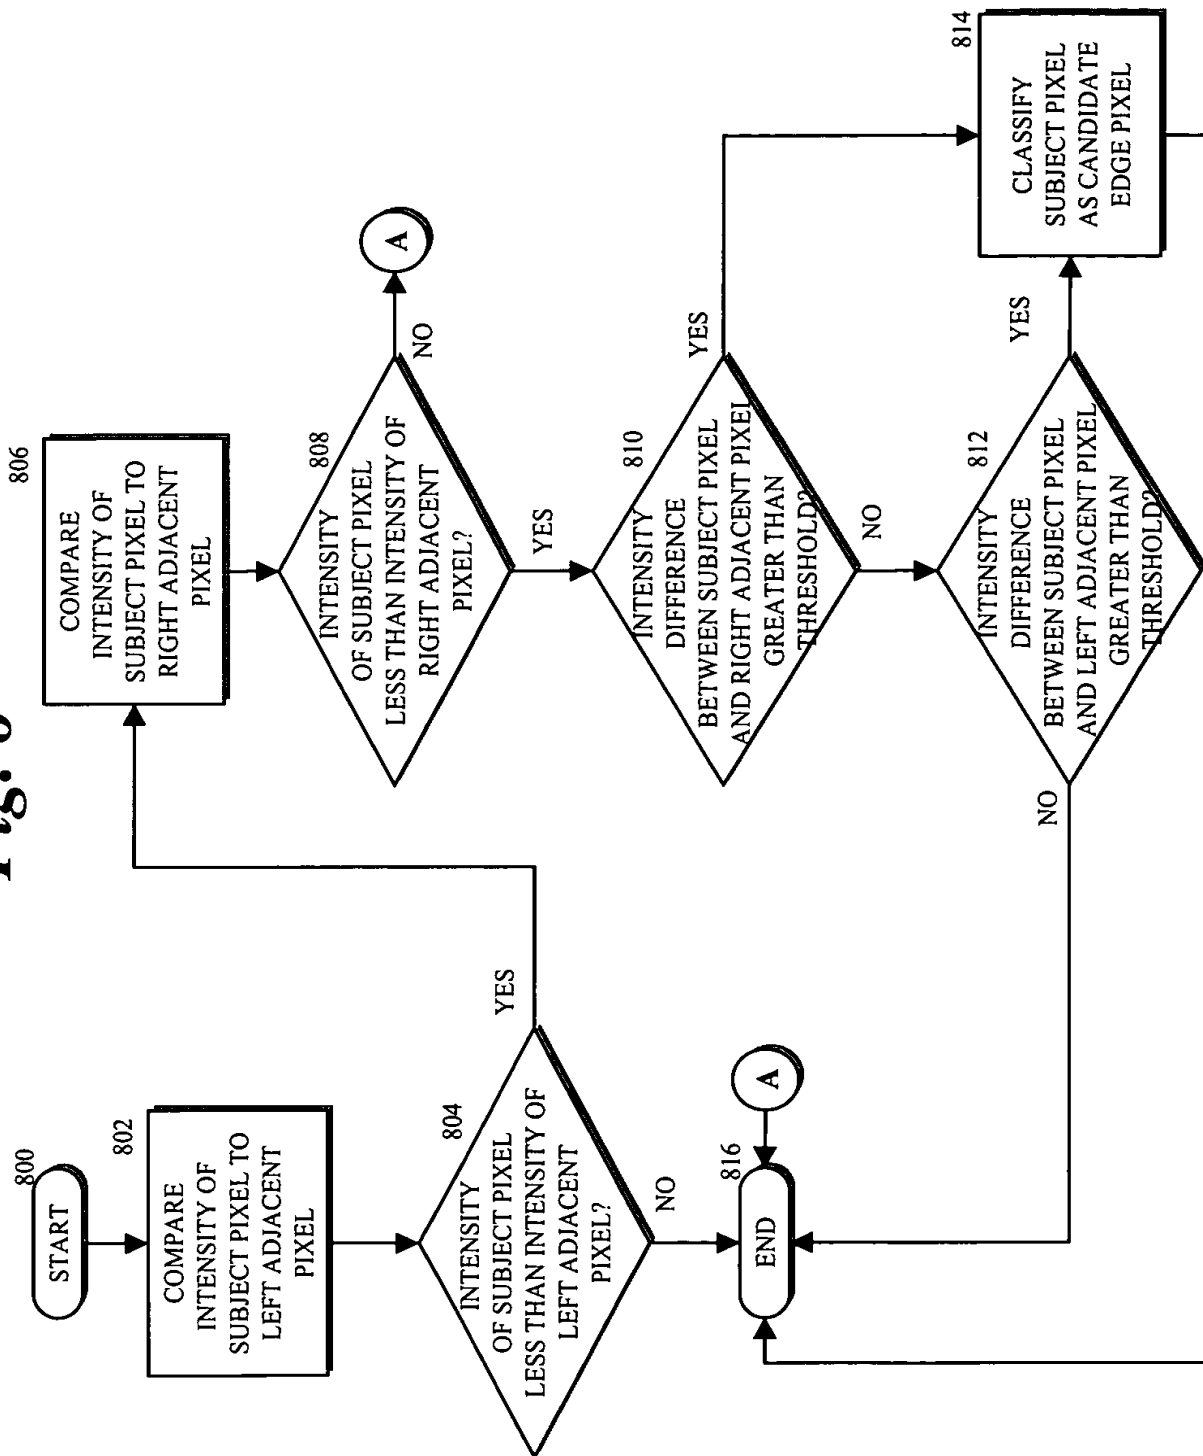 Fig. 8
800
START
802
COMPARE
INTENSITY OF
SUBJECT PIXEL TO
LEFT ADJACENT
PIXEL
804
INTENSITY
OF SUBJECT PIXEL
LESS THAN INTENSITY OF
LEFT ADJACENT
PIXEL?
YES
NO
816
END
A
806
COMPARE
INTENSITY OF
SUBJECT PIXEL TO
RIGHT ADJACENT
PIXEL
808
INTENSITY
OF SUBJECT PIXEL
LESS THAN INTENSITY OF
RIGHT ADJACENT
PIXEL?
NO
A
YES
810
INTENSITY
DIFFERENCE
BETWEEN SUBJECT PIXEL
AND RIGHT ADJACENT PIXEL
GREATER THAN
THRESHOLD?
YES
NO
812
INTENSITY
DIFFERENCE
BETWEEN SUBJECT PIXEL
AND LEFT ADJACENT PIXEL
GREATER THAN
THRESHOLD?
YES
NO
814
CLASSIFY
SUBJECT PIXEL
AS CANDIDATE
EDGE PIXEL